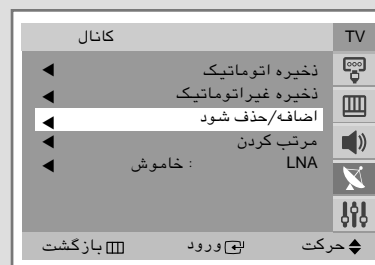 TV کانال
ذخیره اتوماتیک
ذخیره غیراتوماتیک
اضافه/حذف شود
مرتب کردن
LNA : خاموش
حرکت ورود بازگشت